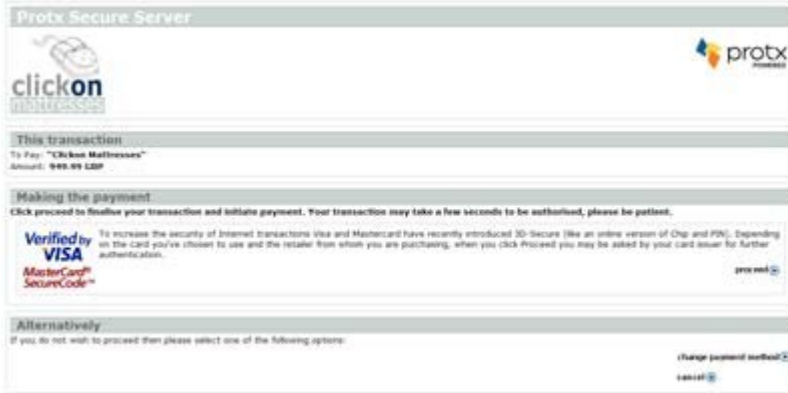 Protx Secure Server
clickon
mattresses
protx
POWERED
This transaction
To Pay: "Clickon Mattresses"
Amount: GBP
Making the payment
Click proceed to finalise your transaction and initiate payment. Your transaction may take a few seconds to be authorised, please be patient.
Verified by
VISA
MasterCard®
SecureCode™
To increase the security of Internet transactions Visa and Mastercard have recently introduced 3D-Secure (like an online version of Chip and PIN). Depending
on the card you've chosen to use and the retailer from whom you are purchasing, when you click Proceed you may be asked by your card issuer for further
authentication.
proceed
Alternatively
If you do not wish to proceed then please select one of the following options:
change payment method
cancel